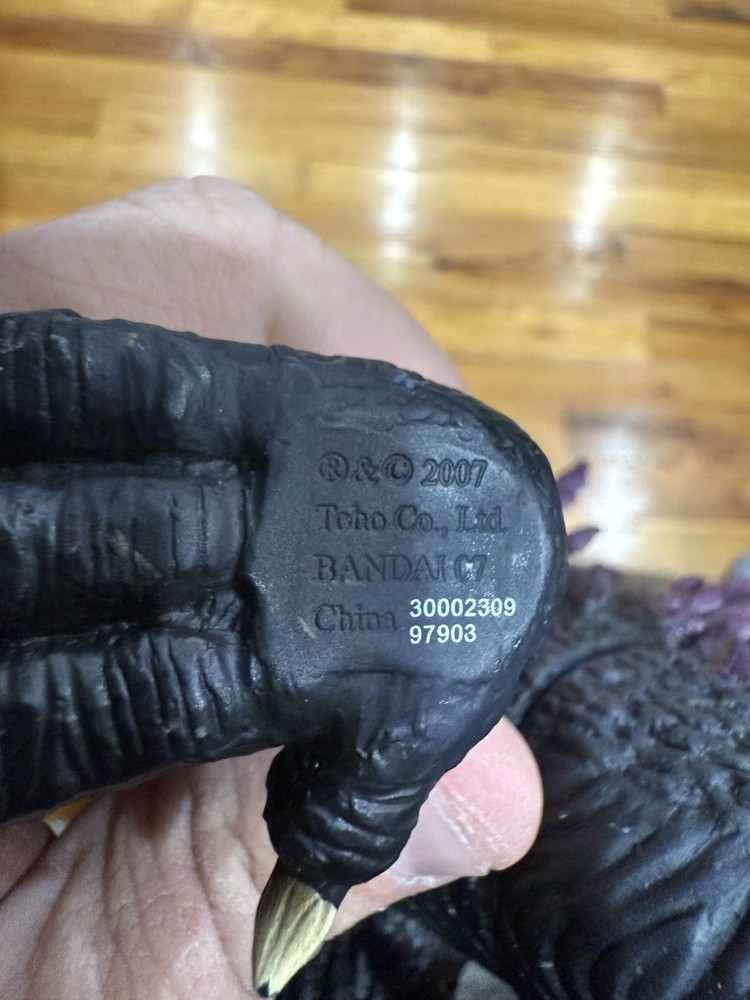 ® & © 2007
Toho Co., Ltd.
BANDAI 07
China 30002309
97903